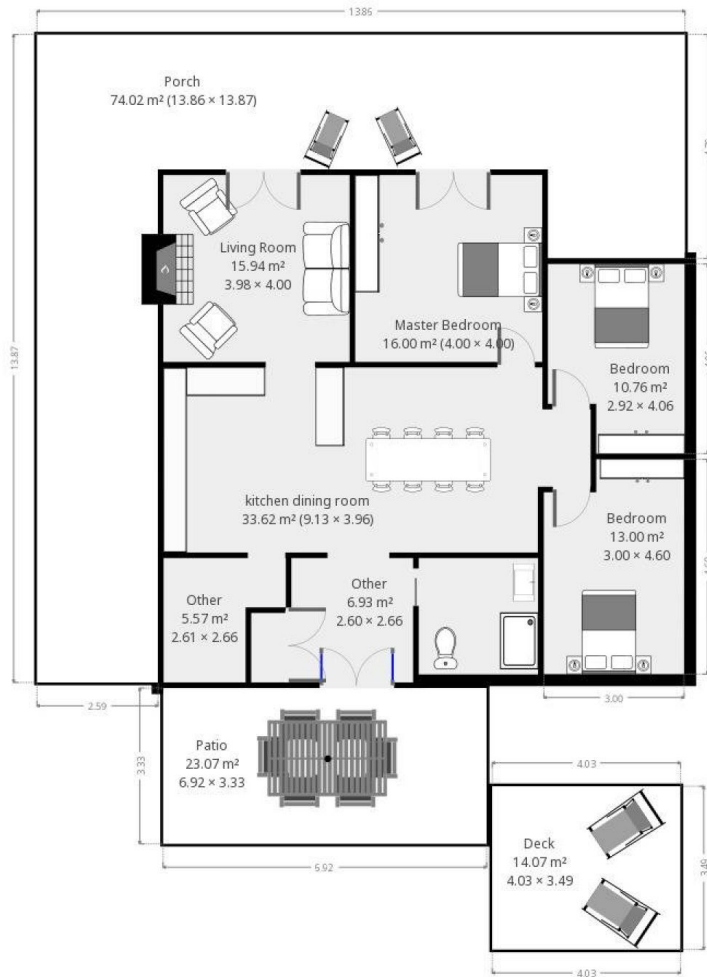 13.86
Porch
74.02 m² (13.86 × 13.87)
Living Room
15.94 m²
3.98 × 4.00
Master Bedroom
16.00 m² (4.00 × 4.00)
Bedroom
10.76 m²
2.92 × 4.06
13.87
kitchen dining room
33.62 m² (9.13 × 3.96)
Bedroom
13.00 m²
3.00 × 4.60
Other
5.57 m²
2.61 × 2.66
Other
6.93 m²
2.60 × 2.66
2.59
3.00
3.33
Patio
23.07 m²
6.92 × 3.33
4.03
Deck
14.07 m²
4.03 × 3.49
3.49
6.92
4.03